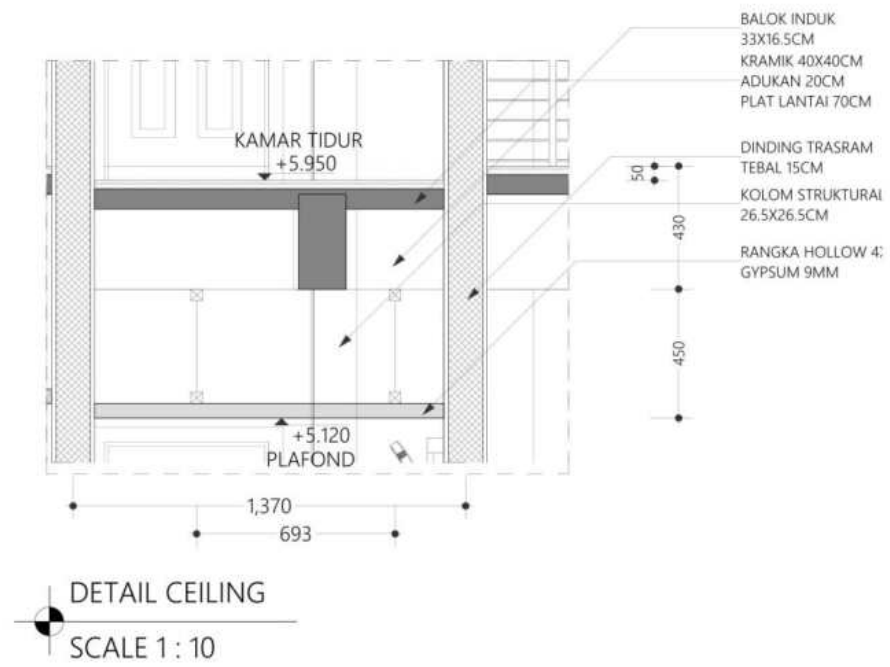 BALOK INDUK
33X16.5CM
KRAMIK 40X40CM
ADUKAN 20CM
PLAT LANTAI 70CM
DINDING TRASRAM
TEBAL 15CM
KOLOM STRUKTURAL
26.5X26.5CM
RANGKA HOLLOW
GYPSUM 9MM
KAMAR TIDUR
+5.950
50
430
450
+5.120
PLAFOND
1,370
693
DETAIL CEILING
SCALE 1 : 10